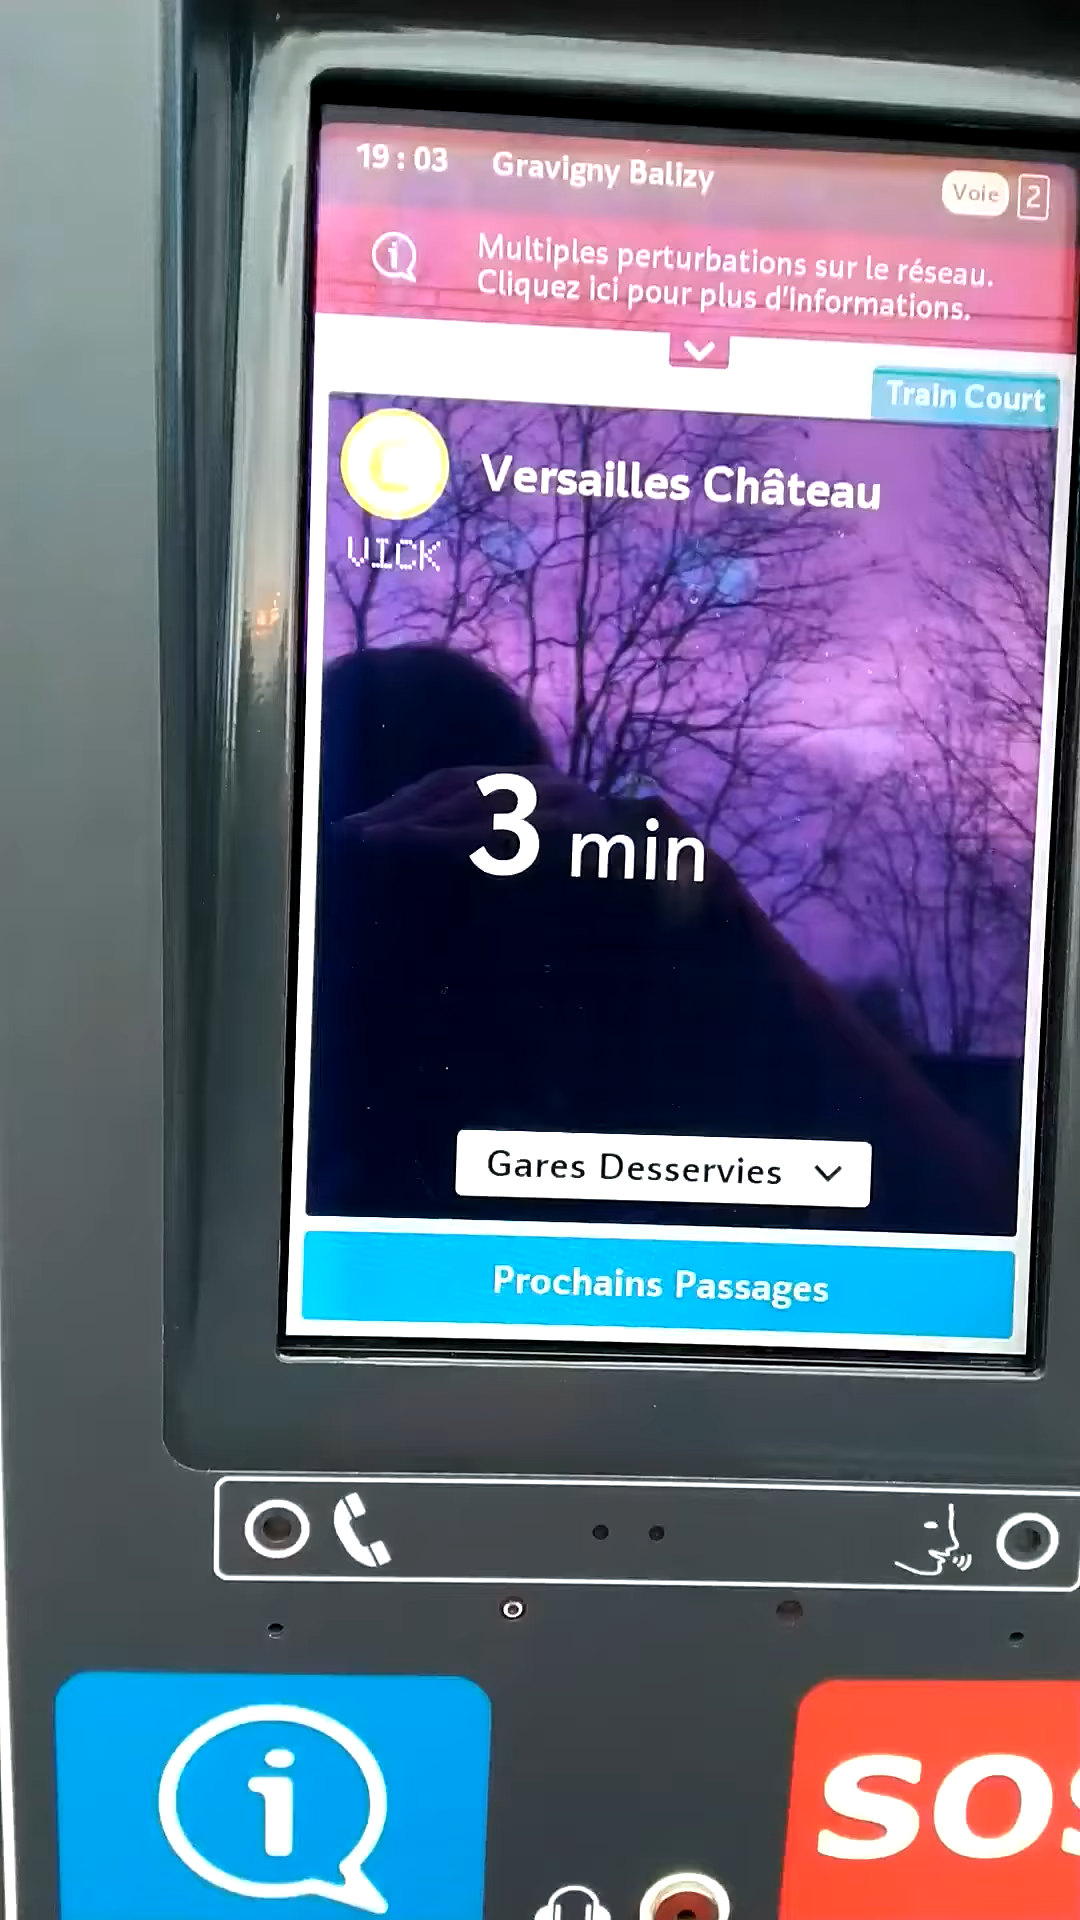 19 : 03 Gravigny Balizy Voie 2
Multiples perturbations sur le réseau.
Cliquez ici pour plus d'informations.
Train Court
C Versailles Château
VICK
3 min
Gares Desservies
Prochains Passages
i
SOS